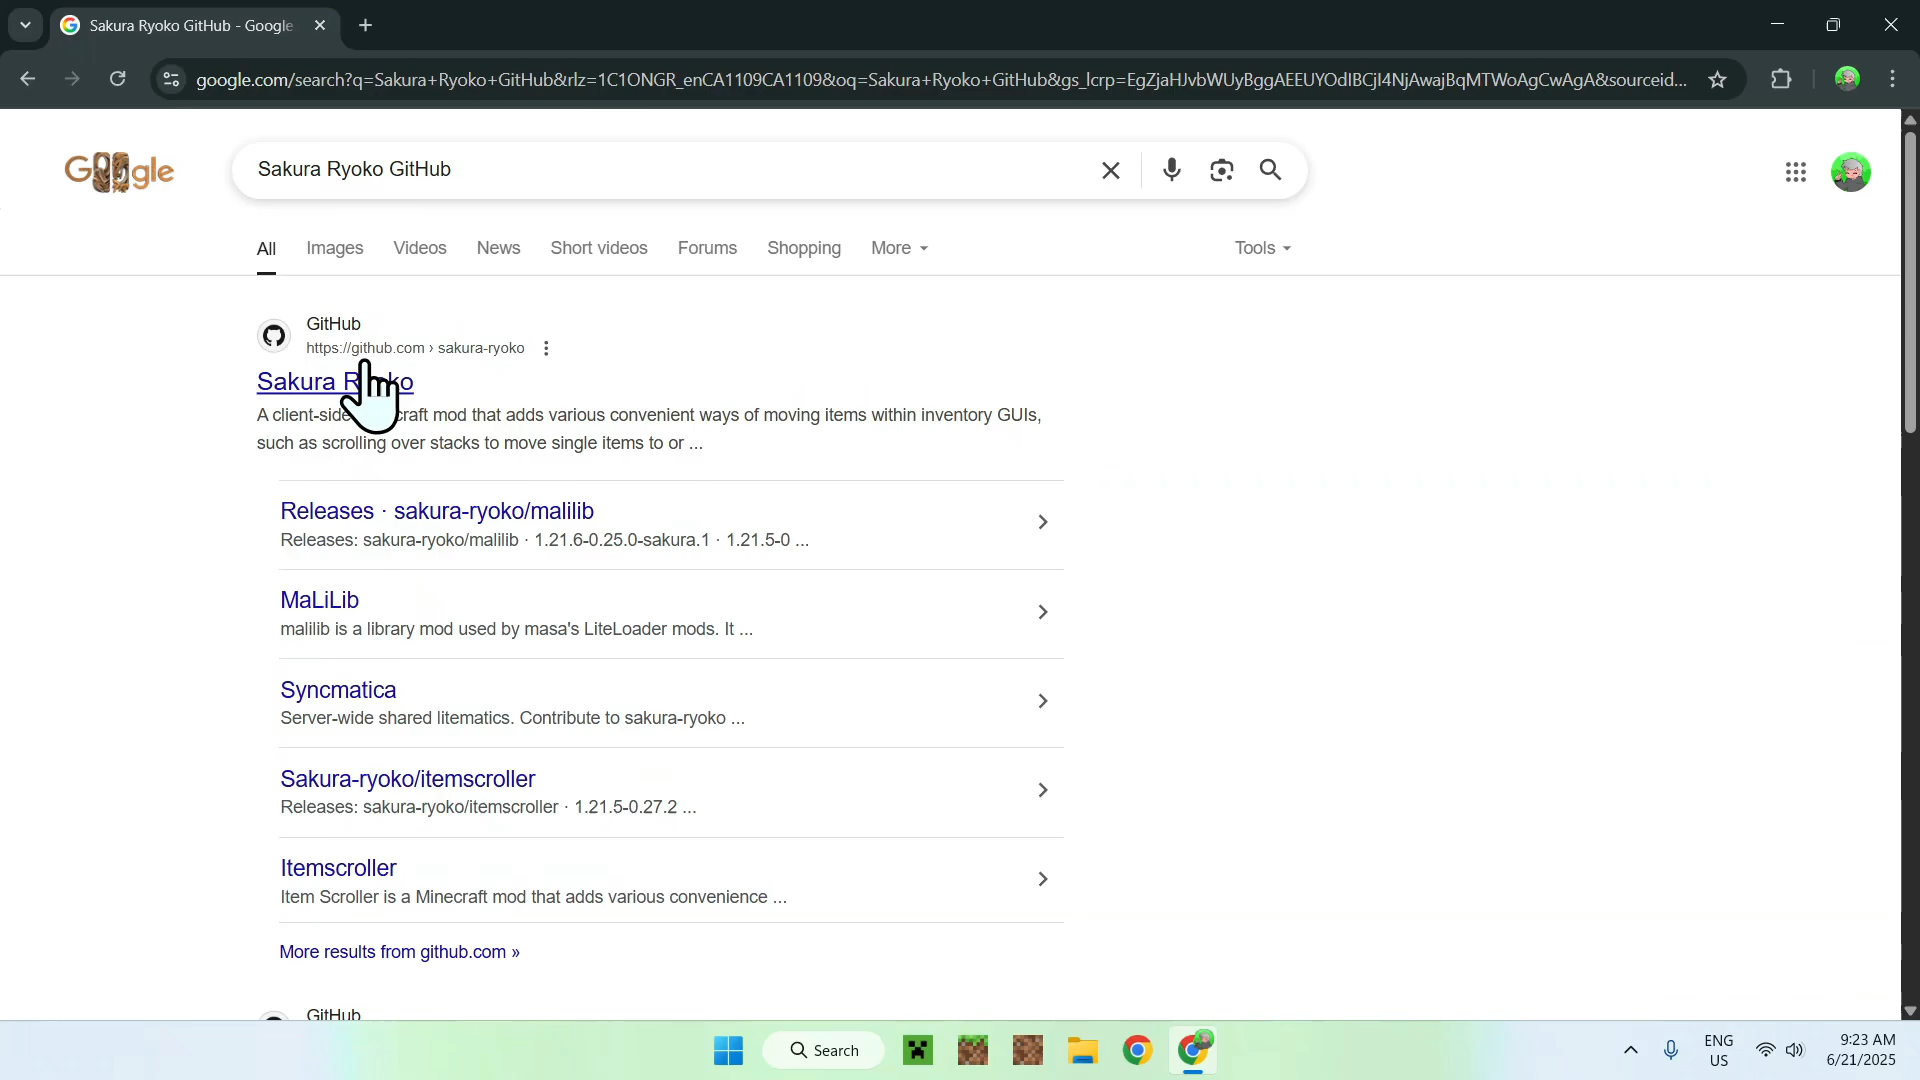 Sakura Ryoko GitHub - Google
google.com/search?q=Sakura+Ryoko+GitHub&rlz=1C1ONGR_enCA1109CA1109&oq=Sakura+Ryoko+GitHub&gs_lcrp=EgZjaHJvbWUyBggAEEUYOdIBCjI4NjAwajBqMTWoAgCwAgA&sourceid...
Google
Sakura Ryoko GitHub
All Images Videos News Short videos Forums Shopping More Tools
GitHub
https://github.com › sakura-ryoko
Sakura
A client-side mod that adds various convenient ways of moving items within inventory GUIs,
such as scrolling over stacks to move single items to or ...
Releases · sakura-ryoko/malilib
Releases: sakura-ryoko/malilib · 1.21.6-0.25.0-sakura.1 · 1.21.5-0 ...
MaLiLib
malilib is a library mod used by masa's LiteLoader mods. It ...
Syncmatica
Server-wide shared litematics. Contribute to sakura-ryoko ...
Sakura-ryoko/itemscroller
Releases: sakura-ryoko/itemscroller · 1.21.5-0.27.2 ...
Itemscroller
Item Scroller is a Minecraft mod that adds various convenience ...
More results from github.com »
GitHub
Search
ENG
US
9:23 AM
6/21/2025